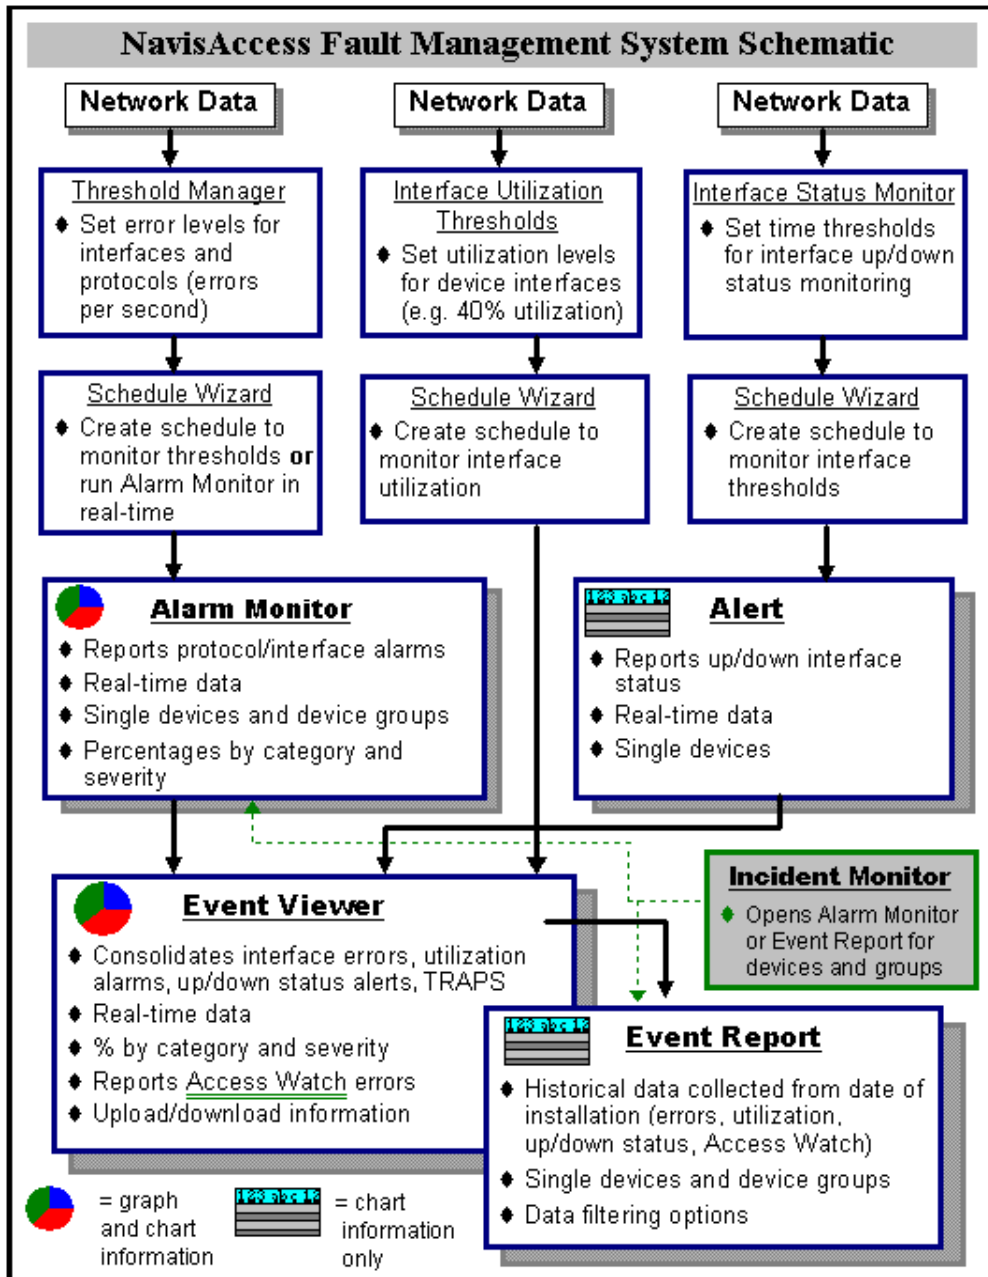 NavisAccess Fault Management System Schematic
Network Data
Network Data
Network Data
Threshold Manager
Set error levels for
interfaces and
protocols (errors
per second)
Interface Utilization
Thresholds
Set utilization levels
for device interfaces
(e.g. 40% utilization)
Interface Status Monitor
Set time thresholds
for interface up/down
status monitoring
Schedule Wizard
Create schedule to
monitor thresholds or
run Alarm Monitor in
real-time
Schedule Wizard
Create schedule to
monitor interface
utilization
Schedule Wizard
Create schedule to
monitor interface
thresholds
Alarm Monitor
Reports protocol/interface alarms
Real-time data
Single devices and device groups
Percentages by category and
severity
123 abc 12
Alert
Reports up/down interface
status
Real-time data
Single devices
Incident Monitor
Opens Alarm Monitor
or Event Report for
devices and groups
Event Viewer
Consolidates interface errors, utilization
alarms, up/down status alerts, TRAPS
Real-time data
% by category and severity
Reports Access Watch errors
Upload/download information
123 abc 12
Event Report
Historical data collected from date of
installation (errors, utilization,
up/down status, Access Watch)
Single devices and device groups
Data filtering options
= graph
and chart
information
123 abc 12
= chart
information
only